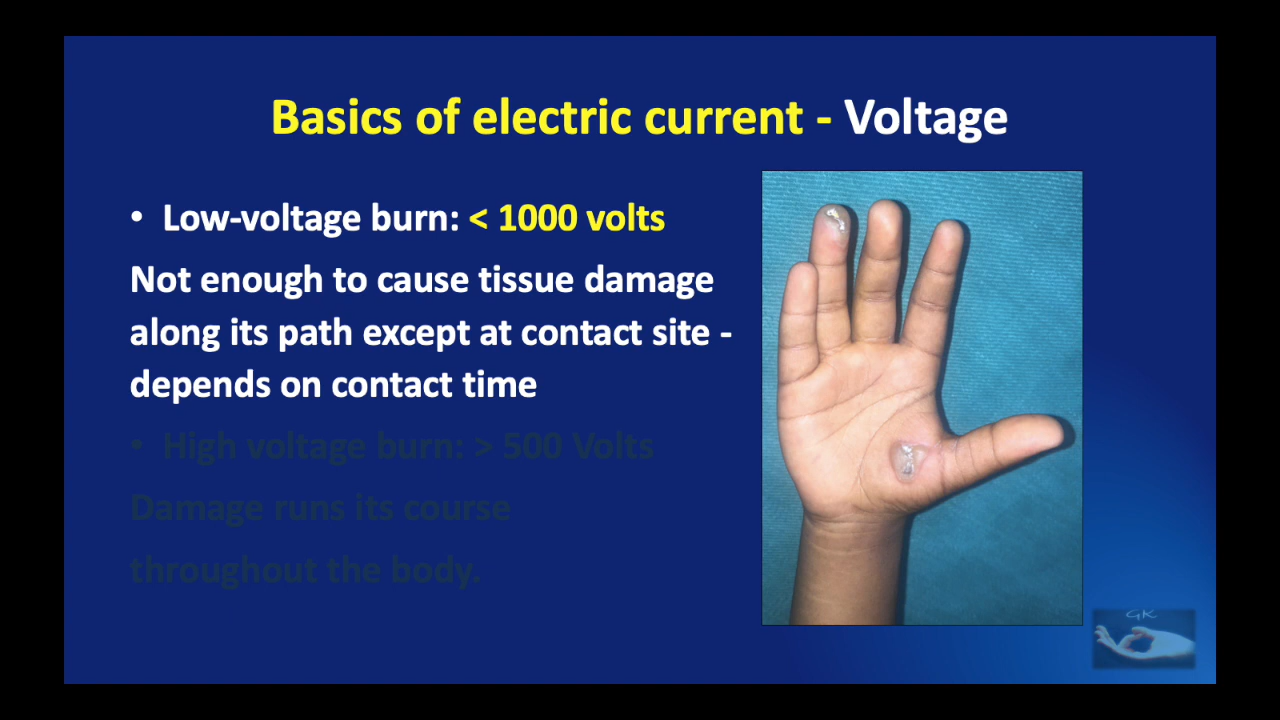 Basics of electric current - Voltage
• Low-voltage burn: < 1000 volts
Not enough to cause tissue damage
along its path except at contact site -
depends on contact time
• High voltage burn: > 500 Volts
Damage runs its course
throughout the body.
GK